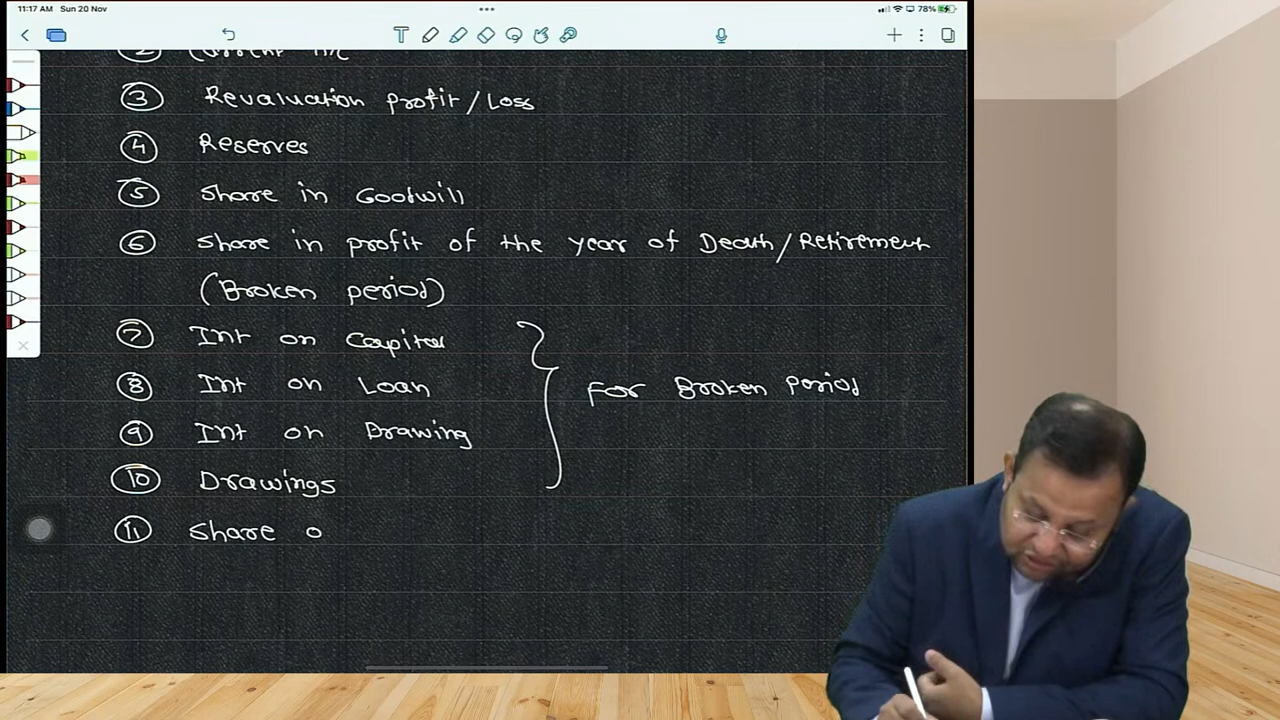 11:17 AM Sun 20 Nov
78%
T
② Current A/c
③ Revaluation profit/Loss
④ Reserves
⑤ Share in Goodwill
⑥ Share in profit of the year of Death/Retirement
(Broken period)
⑦ Int on Capital
⑧ Int on Loan
For Broken Period
⑨ Int on Drawing
⑩ Drawings
⑪ Share o